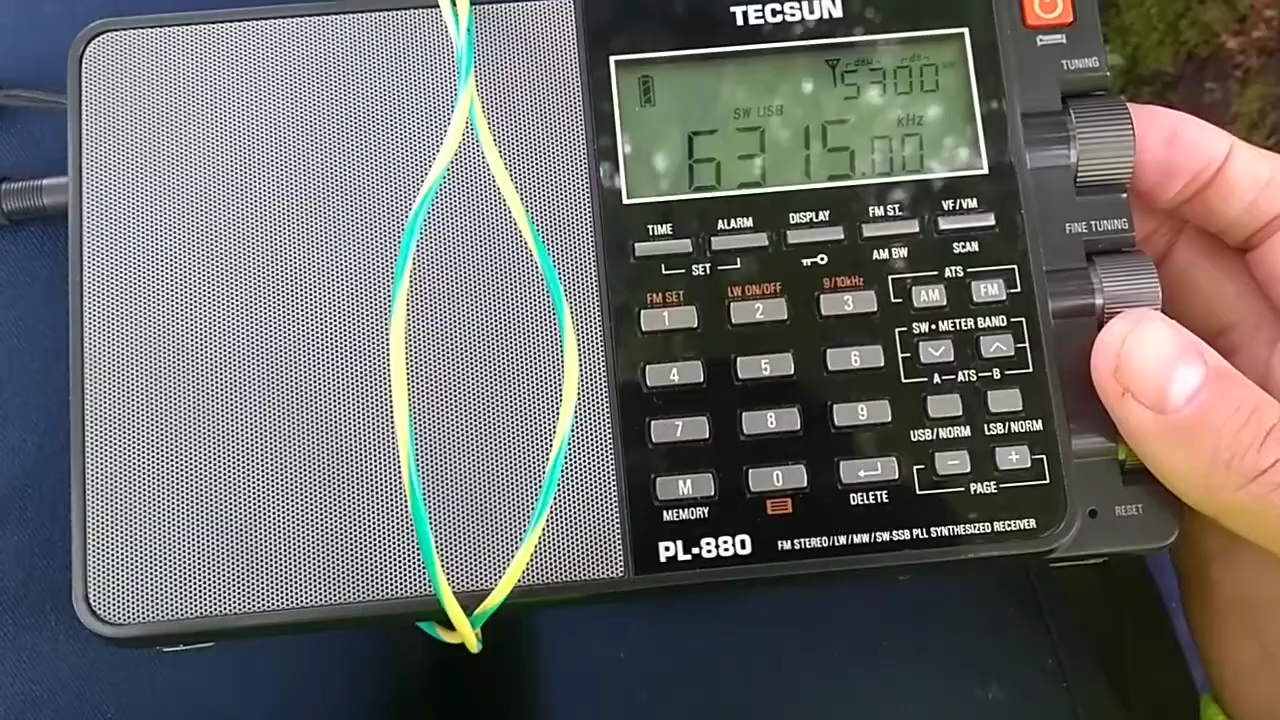 TECSUN
TUNING
dBμ
5300
SW USB
kHz
6315.00
FINE TUNING
TIME
ALARM
DISPLAY
FM ST.
VF/VM
SET
AM BW
SCAN
ATS
FM SET
LW ON/OFF
9/10kHz
AM
FM
1
2
3
SW • METER BAND
4
5
6
A—ATS—B
7
8
9
USB/NORM
LSB/NORM
M
0
-
+
MEMORY
DELETE
PAGE
RESET
PL-880
FM STEREO/LW/MW/SW-SSB PLL SYNTHESIZED RECEIVER